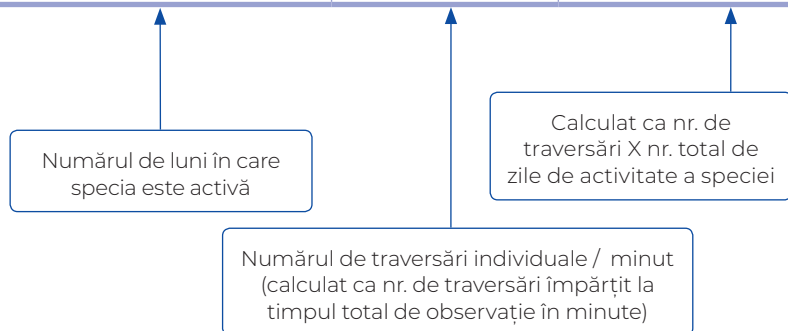 Numărul de luni în care
specia este activă
Calculat ca nr. de
traversări X nr. total de
zile de activitate a speciei
Numărul de traversări individuale / minut
(calculat ca nr. de traversări împărțit la
timpul total de observație în minute)